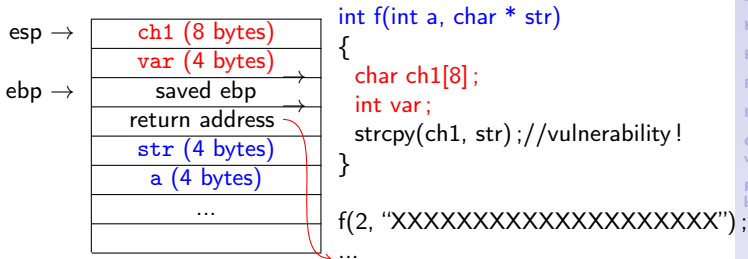 int f(int a, char * str)
esp → ch1 (8 bytes)
{
var (4 bytes)
→ char ch1[8] ;
ebp → saved ebp
→ int var ;
return address
strcpy(ch1, str) ;//vulnerability !
str (4 bytes)
}
a (4 bytes)
...
f(2, “XXXXXXXXXXXXXXXXXXXX”) ;
...